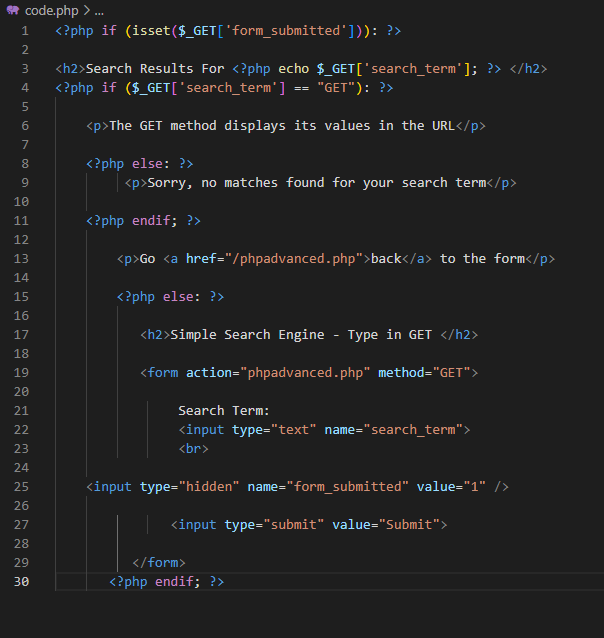 code.php > ...
1 <?php if (isset($_GET['form_submitted'])): ?>
2
3 <h2>Search Results For <?php echo $_GET['search_term']; ?> </h2>
4 <?php if ($_GET['search_term'] == "GET"): ?>
5
6 <p>The GET method displays its values in the URL</p>
7
8 <?php else: ?>
9 <p>Sorry, no matches found for your search term</p>
10
11 <?php endif; ?>
12
13 <p>Go <a href="/phpadvanced.php">back</a> to the form</p>
14
15 <?php else: ?>
16
17 <h2>Simple Search Engine - Type in GET </h2>
18
19 <form action="phpadvanced.php" method="GET">
20
21 Search Term:
22 <input type="text" name="search_term">
23 <br>
24
25 <input type="hidden" name="form_submitted" value="1" />
26
27 <input type="submit" value="Submit">
28
29 </form>
30 <?php endif; ?>